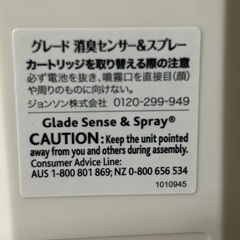 グレード 消臭センサー&スプレー
カートリッジを取り替える際の注意
必ず電池を抜き、噴霧口を直接目(顔)
や周りのものに向けないこと。
ジョンソン株式会社 0120-299-949
Glade Sense & Spray®
CAUTION: Keep the unit pointed
away from you and others during assembly.
Consumer Advice Line:
AUS 1-800 801 869; NZ 0-800 656 534
1010945